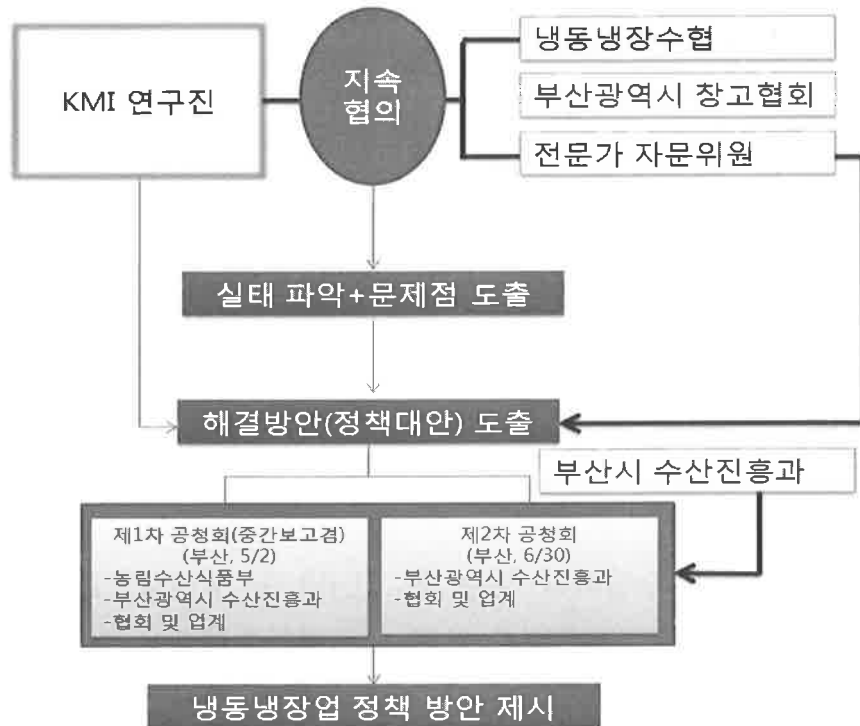 KMI 연구진
지속
협의
냉동냉장수협
부산광역시 창고협회
전문가 자문위원
실태 파악+문제점 도출
해결방안(정책대안) 도출
부산시 수산진흥과
제1차 공청회(중간보고겸)
(부산, 5/2)
-농림수산식품부
-부산광역시 수산진흥과
-협회 및 업계
제2차 공청회
(부산, 6/30)
-부산광역시 수산진흥과
-협회 및 업계
냉동냉장업 정책 방안 제시